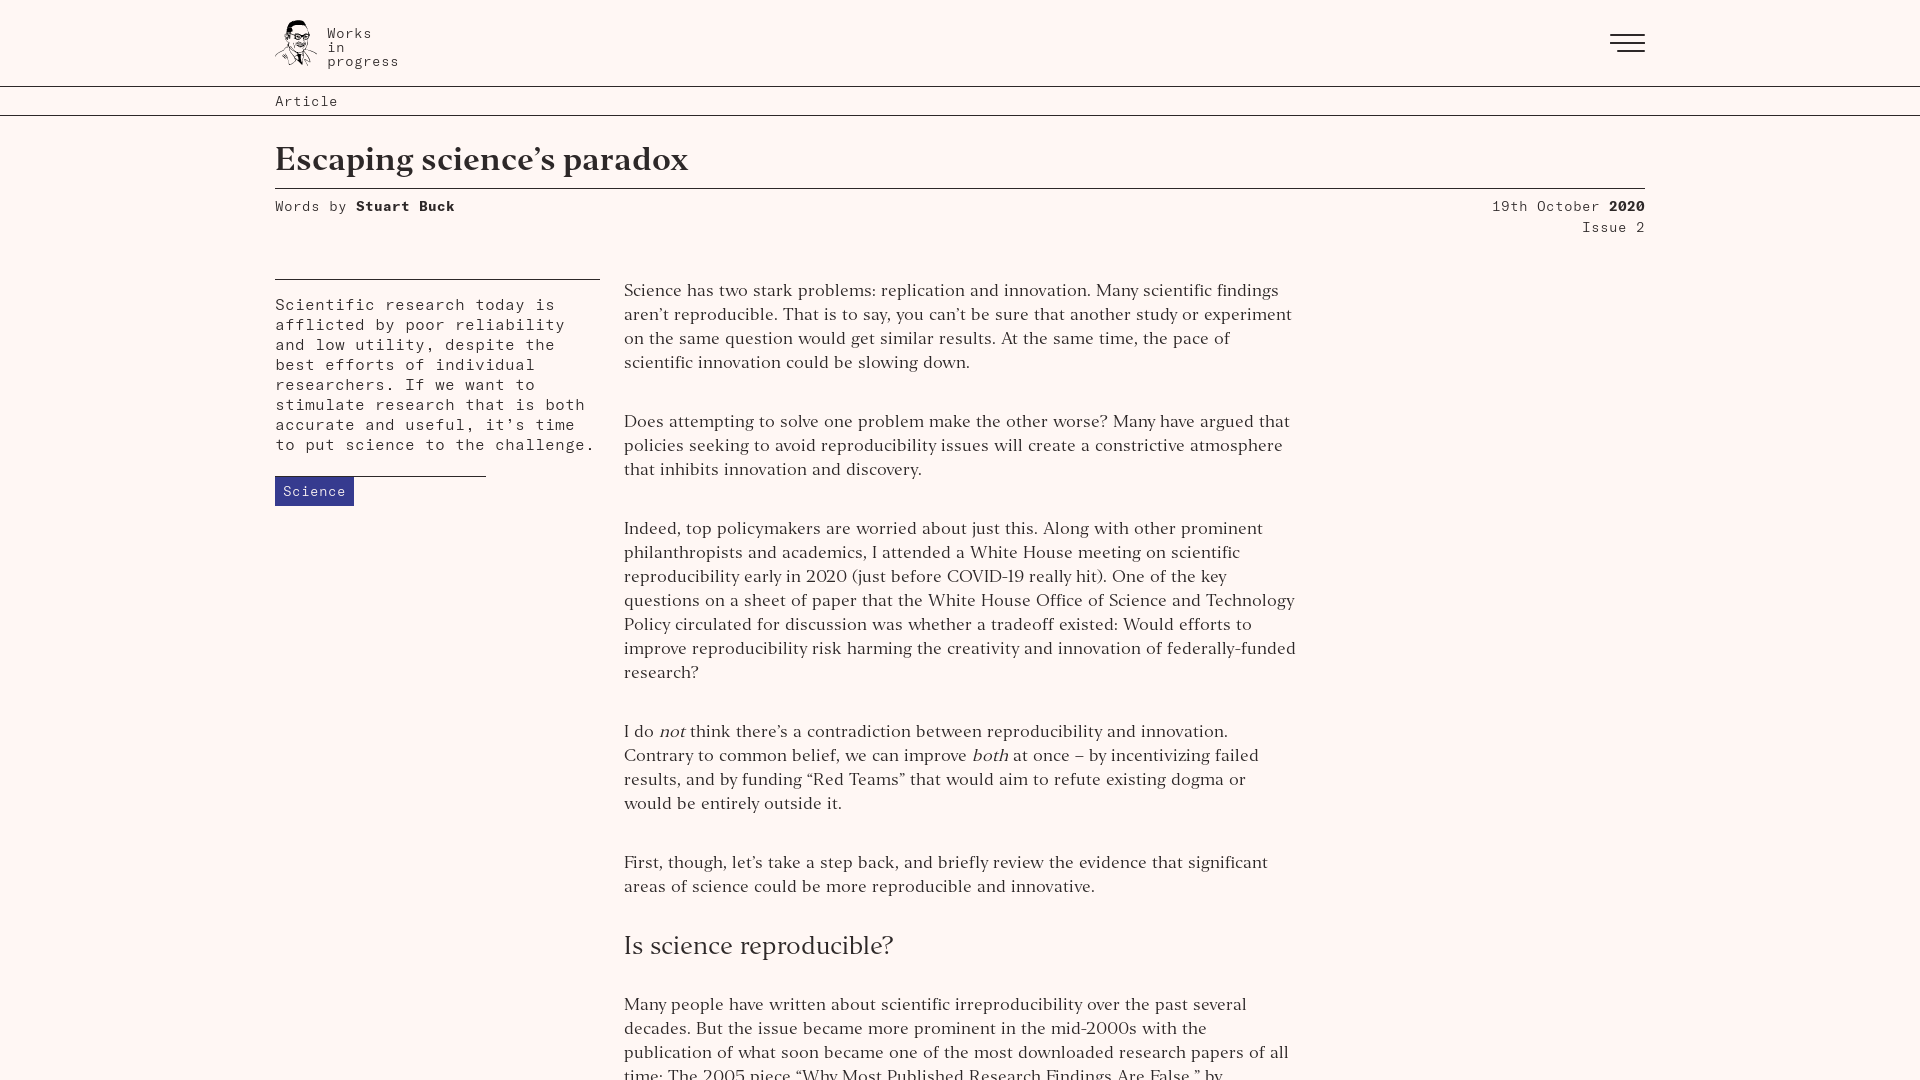 Works
in
progress
Article
Escaping science’s paradox
Words by Stuart Buck
19th October 2020
Issue 2
Scientific research today is
afflicted by poor reliability
and low utility, despite the
best efforts of individual
researchers. If we want to
stimulate research that is both
accurate and useful, it’s time
to put science to the challenge.
Science
Science has two stark problems: replication and innovation. Many scientific findings
aren’t reproducible. That is to say, you can’t be sure that another study or experiment
on the same question would get similar results. At the same time, the pace of
scientific innovation could be slowing down.
Does attempting to solve one problem make the other worse? Many have argued that
policies seeking to avoid reproducibility issues will create a constrictive atmosphere
that inhibits innovation and discovery.
Indeed, top policymakers are worried about just this. Along with other prominent
philanthropists and academics, I attended a White House meeting on scientific
reproducibility early in 2020 (just before COVID-19 really hit). One of the key
questions on a sheet of paper that the White House Office of Science and Technology
Policy circulated for discussion was whether a tradeoff existed: Would efforts to
improve reproducibility risk harming the creativity and innovation of federally-funded
research?
I do not think there’s a contradiction between reproducibility and innovation.
Contrary to common belief, we can improve both at once – by incentivizing failed
results, and by funding “Red Teams” that would aim to refute existing dogma or
would be entirely outside it.
First, though, let’s take a step back, and briefly review the evidence that significant
areas of science could be more reproducible and innovative.
Is science reproducible?
Many people have written about scientific irreproducibility over the past several
decades. But the issue became more prominent in the mid-2000s with the
publication of what soon became one of the most downloaded research papers of all
time: The 2005 piece “Why Most Published Research Findings Are False,” by